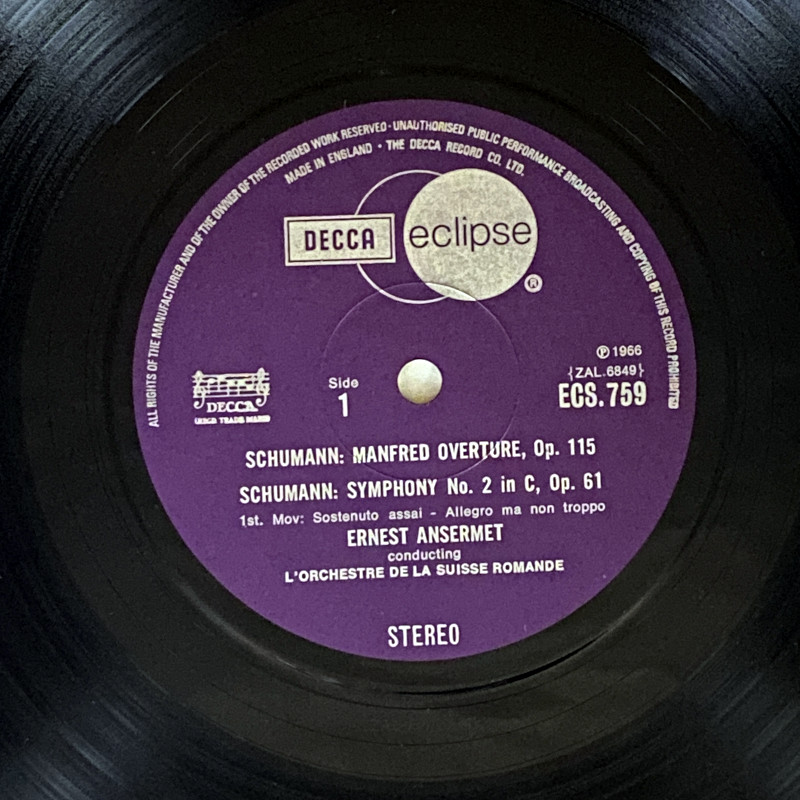 ALL RIGHTS OF THE MANUFACTURER AND OF THE OWNER OF THE RECORDED WORK RESERVED · UNAUTHORISED PUBLIC PERFORMANCE BROADCASTING AND COPYING OF THIS RECORD PROHIBITED
MADE IN ENGLAND · THE DECCA RECORD CO. LTD.
DECCA eclipse ®
℗ 1966
{ZAL.6849}
ECS.759
DECCA
Side
1
SCHUMANN: MANFRED OVERTURE, Op. 115
SCHUMANN: SYMPHONY No. 2 in C, Op. 61
1st. Mov: Sostenuto assai - Allegro ma non troppo
ERNEST ANSERMET
conducting
L'ORCHESTRE DE LA SUISSE ROMANDE
STEREO